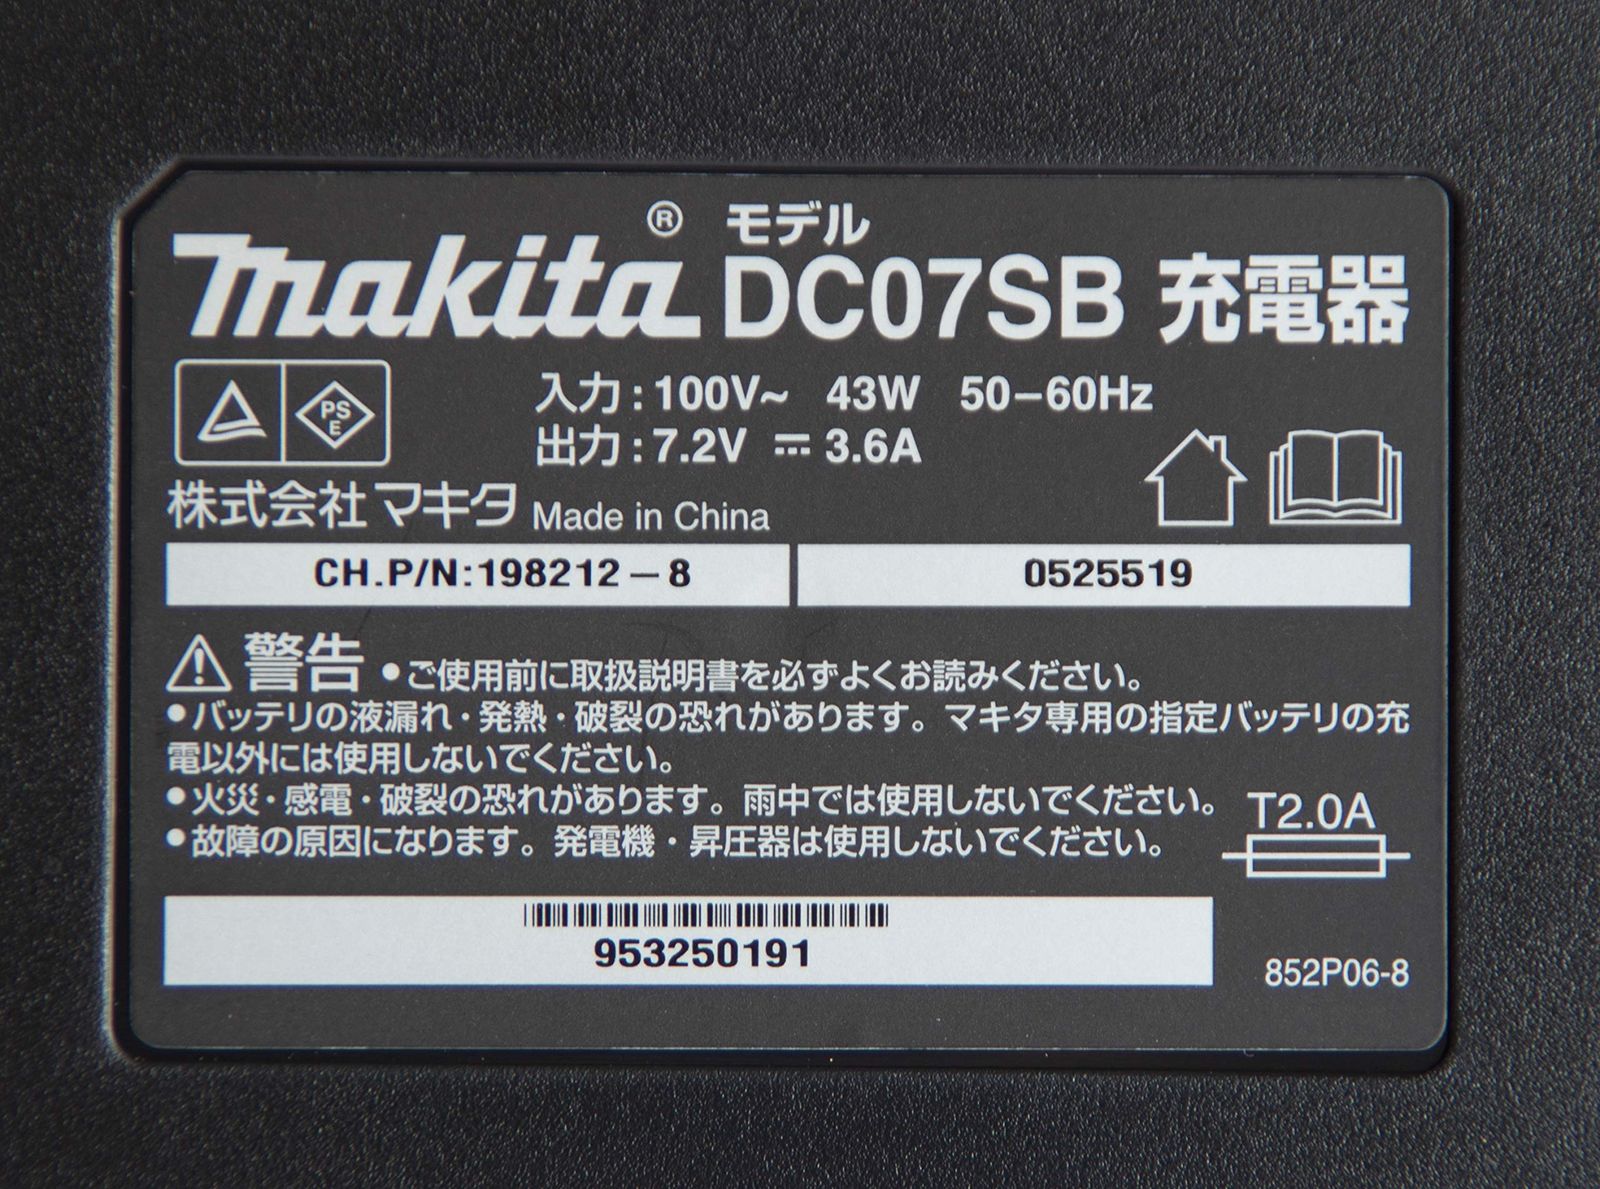 makita® モデル DC07SB 充電器
PSE
入力:100V~ 43W 50-60Hz
出力:7.2V ⎓ 3.6A
株式会社マキタ Made in China
CH.P/N:198212-8 0525519
警告 ●ご使用前に取扱説明書を必ずよくお読みください。
●バッテリの液漏れ・発熱・破裂の恐れがあります。マキタ専用の指定バッテリの充
電以外には使用しないでください。
●火災・感電・破裂の恐れがあります。雨中では使用しないでください。
●故障の原因になります。発電機・昇圧器は使用しないでください。
T2.0A
953250191
852P06-8